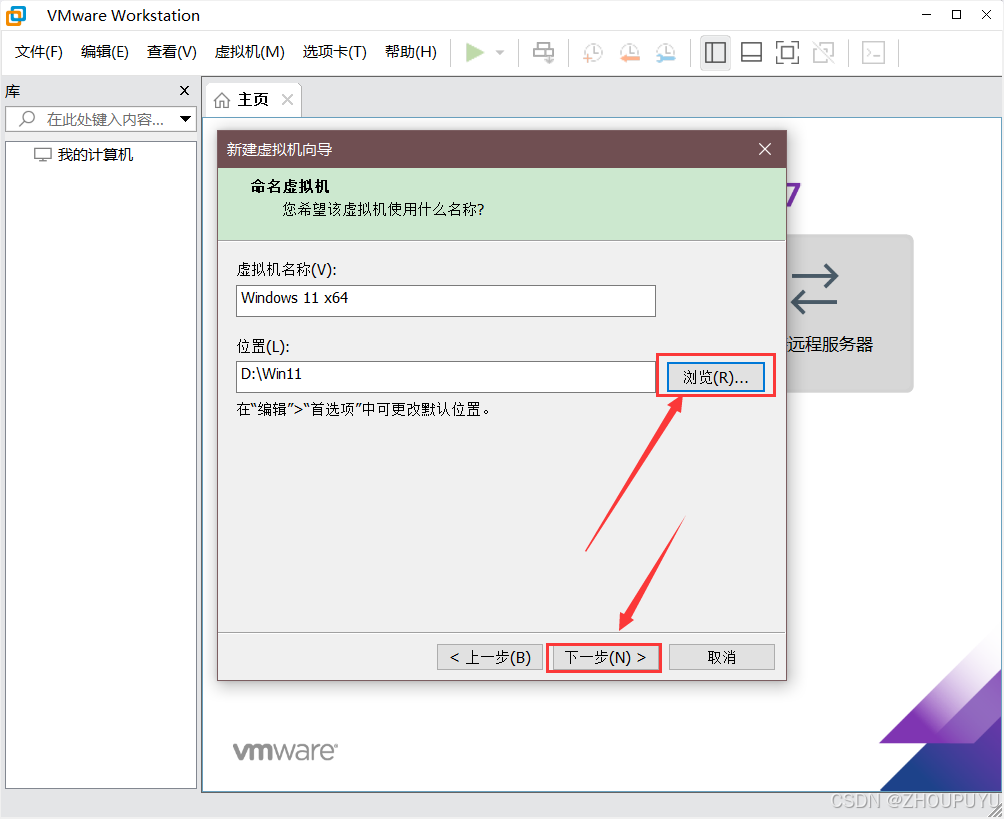 VMware Workstation
文件(F) 编辑(E) 查看(V) 虚拟机(M) 选项卡(T) 帮助(H)
库
在此处键入内容...
我的计算机
主页
新建虚拟机向导
命名虚拟机
您希望该虚拟机使用什么名称?
7
虚拟机名称(V):
Windows 11 x64
位置(L):
D:\Win11
浏览(R)...
在“编辑”>“首选项”中可更改默认位置。
远程服务器
< 上一步(B) 下一步(N) > 取消
vmware
CSDN @ZHOUPUYU